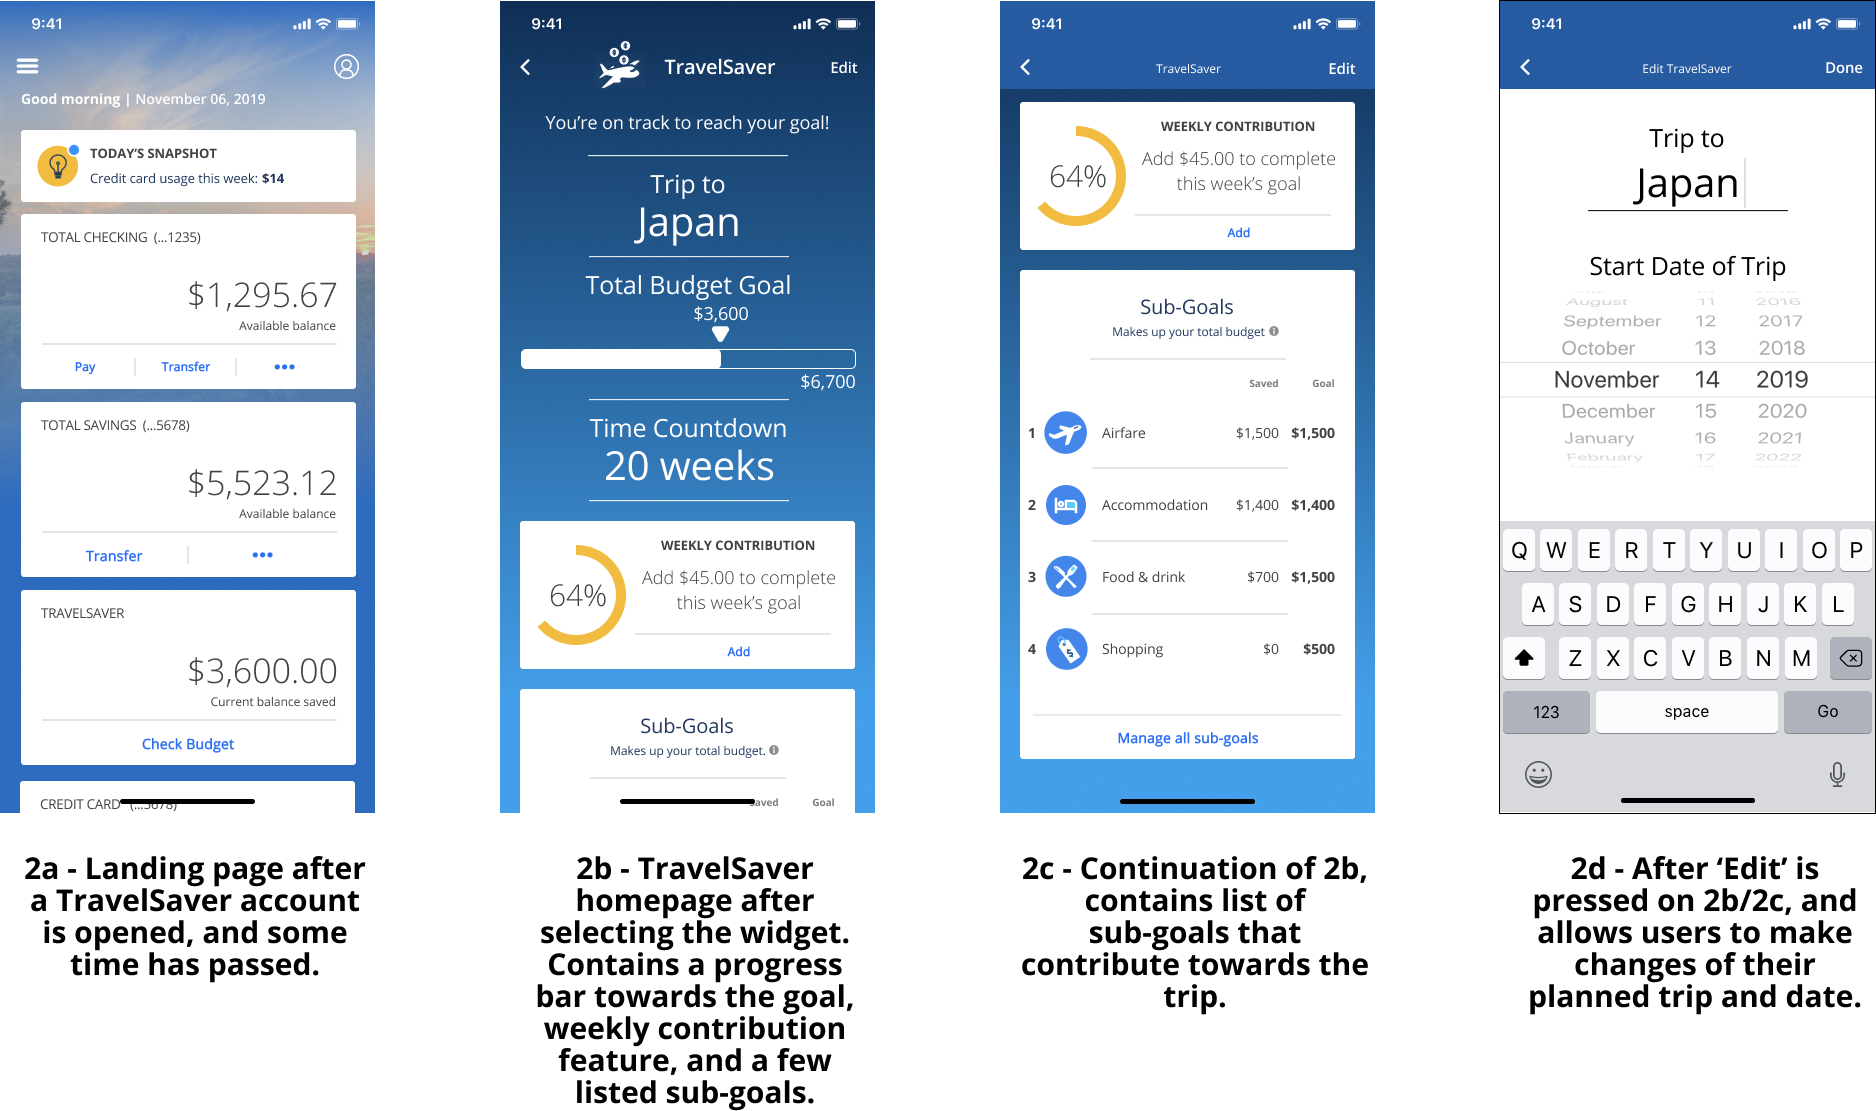 9:41
Good morning | November 06, 2019
TODAY'S SNAPSHOT
Credit card usage this week: $14
TOTAL CHECKING (...1235)
$1,295.67
Available balance
Pay
Transfer
TOTAL SAVINGS (...5678)
$5,523.12
Available balance
Transfer
TRAVELSAVER
$3,600.00
Current balance saved
Check Budget
CREDIT CARD (...5678)
2a - Landing page after
a TravelSaver account
is opened, and some
time has passed.
9:41
TravelSaver
Edit
You're on track to reach your goal!
Trip to
Japan
Total Budget Goal
$3,600
$6,700
Time Countdown
20 weeks
64%
WEEKLY CONTRIBUTION
Add $45.00 to complete
this week's goal
Add
Sub-Goals
Makes up your total budget.
Saved Goal
2b - TravelSaver
homepage after
selecting the widget.
Contains a progress
bar towards the goal,
weekly contribution
feature, and a few
listed sub-goals.
9:41
TravelSaver
Edit
64%
WEEKLY CONTRIBUTION
Add $45.00 to complete
this week's goal
Add
Sub-Goals
Makes up your total budget
Saved Goal
1 Airfare $1,500 $1,500
2 Accommodation $1,400 $1,400
3 Food & drink $700 $1,500
4 Shopping $0 $500
Manage all sub-goals
2c - Continuation of 2b,
contains list of
sub-goals that
contribute towards the
trip.
9:41
Edit TravelSaver
Done
Trip to
Japan
Start Date of Trip
August 11 2016
September 12 2017
October 13 2018
November 14 2019
December 15 2020
January 16 2021
February 17 2022
Q W E R T Y U I O P
A S D F G H J K L
Z X C V B N M
123 space Go
2d - After ‘Edit’ is
pressed on 2b/2c, and
allows users to make
changes of their
planned trip and date.